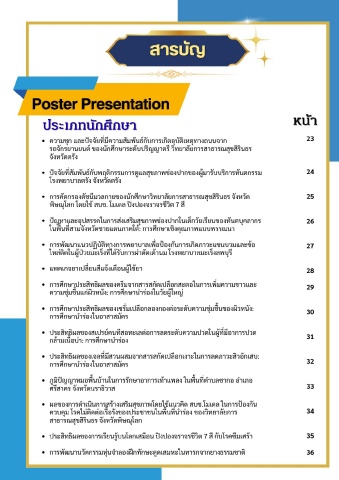 สารบัญ
Poster Presentation
ประเภทนักศึกษา
หน้า
ความชุก และปัจจัยที่มีความสัมพันธ์กับการเกิดอุบัติเหตุทางถนนจาก 23
รถจักรยานยนต์ ของนักศึกษาระดับปริญญาตรี วิทยาลัยการสาธารณสุขสิรินธร
จังหวัดตรัง
ปัจจัยที่สัมพันธ์กับพฤติกรรมการดูแลสุขภาพช่องปากของผู้มารับบริการทันตกรรม 24
โรงพยาบาลตรัง จังหวัดตรัง
การคัดกรองดัชนีมวลกายของนักศึกษาวิทยาลัยการสาธารณสุขสิรินธร จังหวัด 25
พิษณุโลก โดยใช้ สบช. โมเดล ปิงปองจราจรชีวิต 7 สี
ปัญหาและอุปสรรคในการส่งเสริมสุขภาพช่องปากในเด็กวัยเรียนของทันตบุคลากร 26
ในพื้นที่สามจังหวัดชายแดนภาคใต้: การศึกษาเชิงคุณภาพแบบพรรณนา
การพัฒนาแนวปฏิบัติทางการพยาบาลเพื่อป้องกันการเกิดภาวะแขนบวมและข้อ 27
ไหล่ติดในผู้ป่วยมะเร็งที่ได้รับการผ่าตัดเต้านม โรงพยาบาลมะเร็งลพบุรี
แพลงเจยาเปลี่ยนสีแจ้งเตือนผู้ใช้ยา 28
การศึกษาประสิทธิผลของครีมจากสารสกัดเปลือกสละลอในการเพิ่มความขาวและ 29
ความชุ่มชื้นแก่ผิวหนัง: การศึกษานำร่องในวัยผู้ใหญ่
การศึกษาประสิทธิผลของเซรั่มเปลือกลองกองต่อระดับความชุ่มชื้นของผิวหนัง: 30
การศึกษานำร่องในอาสาสมัคร
ประสิทธิผลของสเปรย์คนทีสอทะเลต่อการลดระดับความปวดในผู้ที่มีอาการปวด 31
กล้ามเนื้อบ่า: การศึกษานำร่อง
ประสิทธิผลของเจลที่มีส่วนผสมจากสารสกัดเปลือกเงาะในการลดภาวะสิวอักเสบ: 32
การศึกษานำร่องในอาสาสมัคร
ภูมิปัญญาหมอพื้นบ้านในการรักษาอาการเท้าแพลง ในพื้นที่ตำบลซากอ อำเภอ 33
ศรีสาคร จังหวัดนราธิวาส
ผลของการดำเนินการสร้างเสริมสุขภาพโดยใช้แนวคิด สบช.โมเดล ในการป้องกัน
ควบคุม โรคไม่ติดต่อเรื้อรังของประชาชนในพื้นที่นำร่อง ของวิทยาลัยการ 34
สาธารณสุขสิรินธร จังหวัดพิษณุโลก
ประสิทธิผลของการเรียนรู้บนโลกเสมือน ปิงปองจราจรชีวิต 7 สี กับโรคซึมเศร้า 35
การพัฒนานวัตกรรมหุ่นจำลองฝึกทักษะดูดเสมหะในทารกจากยางธรรมชาติ 36